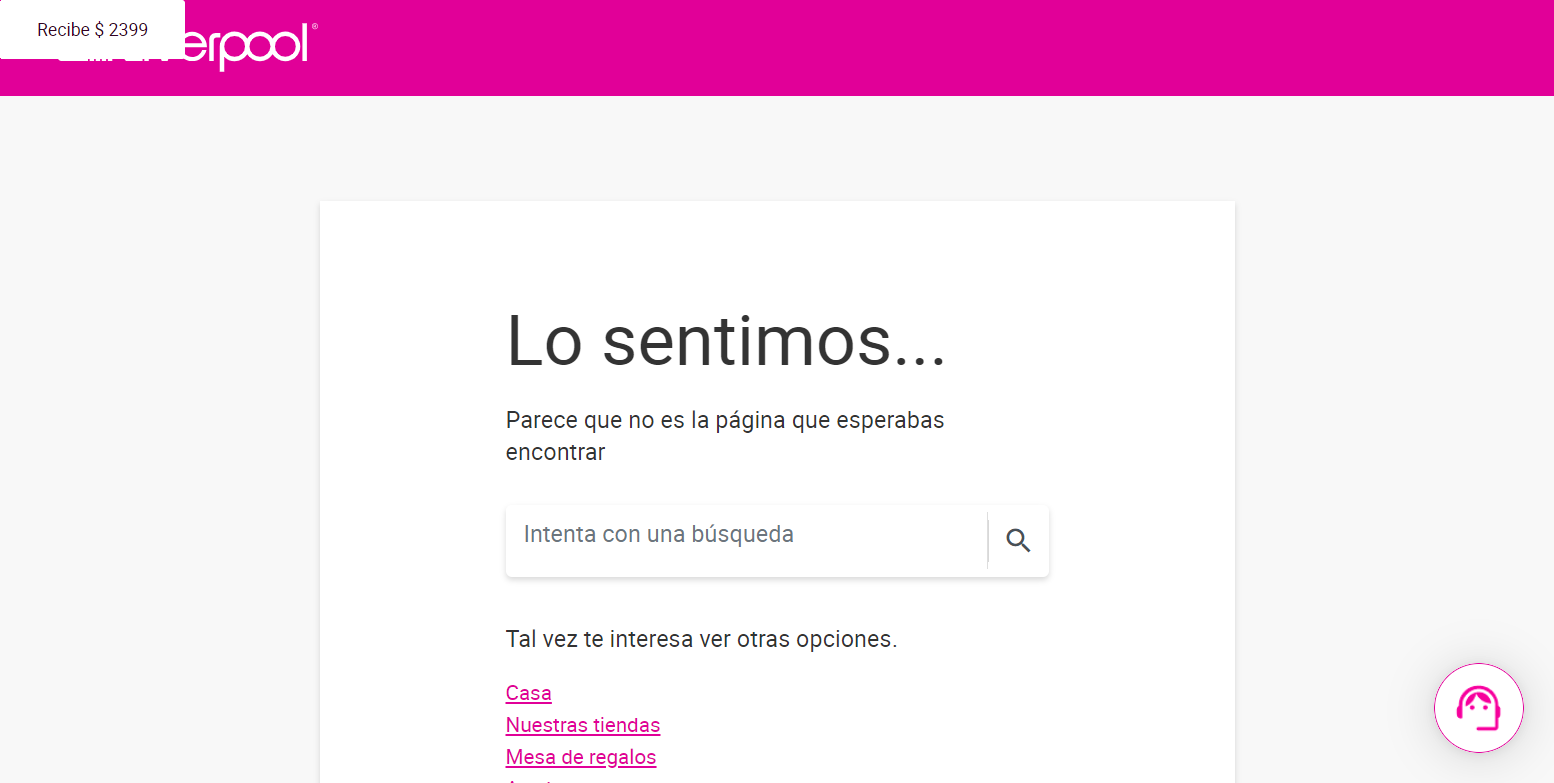 Recibe $ 2399
erpool®
Lo sentimos...
Parece que no es la página que esperabas
encontrar
Intenta con una búsqueda
Tal vez te interesa ver otras opciones.
Casa
Nuestras tiendas
Mesa de regalos